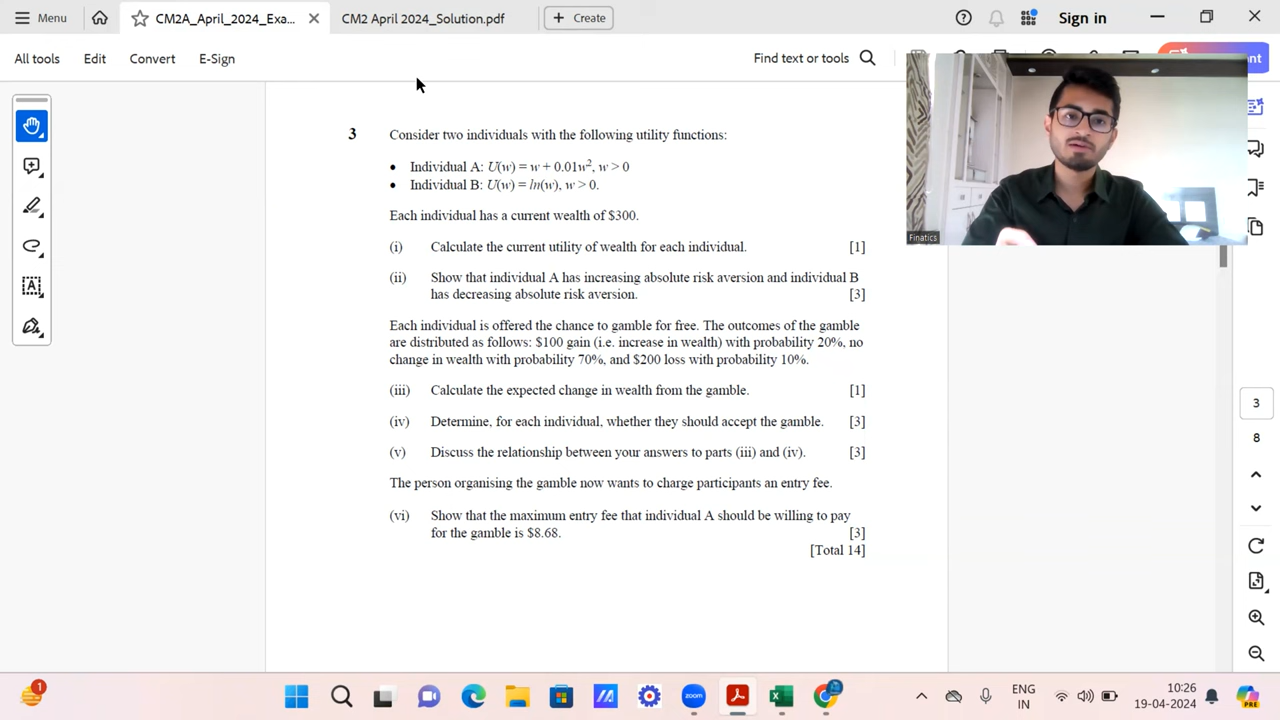 Menu
CM2A_April_2024_Exa...
CM2 April 2024_Solution.pdf
Create
Sign in
All tools
Edit
Convert
E-Sign
Find text or tools
Finatics
3 Consider two individuals with the following utility functions:
• Individual A: U(w) = w + 0.01w², w > 0
• Individual B: U(w) = ln(w), w > 0.
Each individual has a current wealth of $300.
(i) Calculate the current utility of wealth for each individual. [1]
(ii) Show that individual A has increasing absolute risk aversion and individual B
has decreasing absolute risk aversion. [3]
Each individual is offered the chance to gamble for free. The outcomes of the gamble
are distributed as follows: $100 gain (i.e. increase in wealth) with probability 20%, no
change in wealth with probability 70%, and $200 loss with probability 10%.
(iii) Calculate the expected change in wealth from the gamble. [1]
(iv) Determine, for each individual, whether they should accept the gamble. [3]
(v) Discuss the relationship between your answers to parts (iii) and (iv). [3]
The person organising the gamble now wants to charge participants an entry fee.
(vi) Show that the maximum entry fee that individual A should be willing to pay
for the gamble is $8.68. [3]
[Total 14]
3
8
1
zoom
ENG
IN
10:26
19-04-2024
PRE